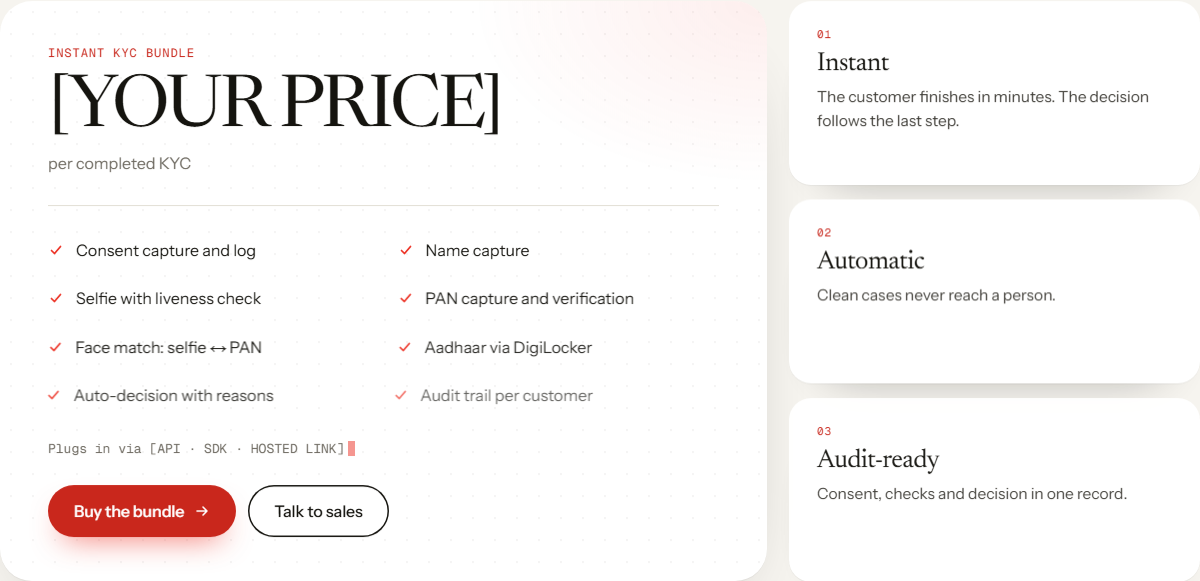 INSTANT KYC BUNDLE
[YOUR PRICE]
per completed KYC
Consent capture and log
Name capture
Selfie with liveness check
PAN capture and verification
Face match: selfie ↔ PAN
Aadhaar via DigiLocker
Auto-decision with reasons
Audit trail per customer
Plugs in via [API · SDK · HOSTED LINK]
Buy the bundle →
Talk to sales
01
Instant
The customer finishes in minutes. The decision
follows the last step.
02
Automatic
Clean cases never reach a person.
03
Audit-ready
Consent, checks and decision in one record.